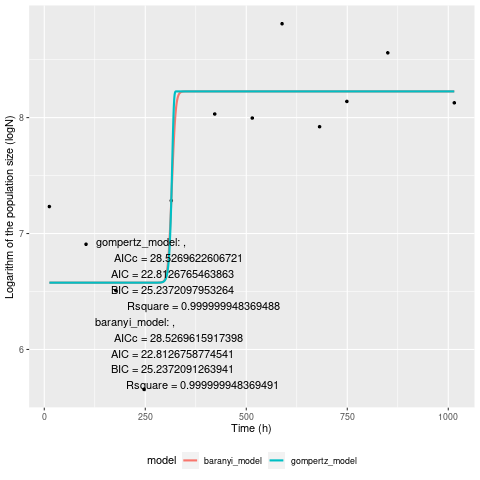 8
7
6
Logarithm of the population size (logN)
gompertz_model: ,
AICc = 28.5269622606721
AIC = 22.8126765463863
BIC = 25.2372097953264
Rsquare = 0.999999948369488
baranyi_model: ,
AICc = 28.5269615917398
AIC = 22.8126758774541
BIC = 25.2372091263941
Rsquare = 0.999999948369491
0 250 500 750 1000
Time (h)
model baranyi_model gompertz_model